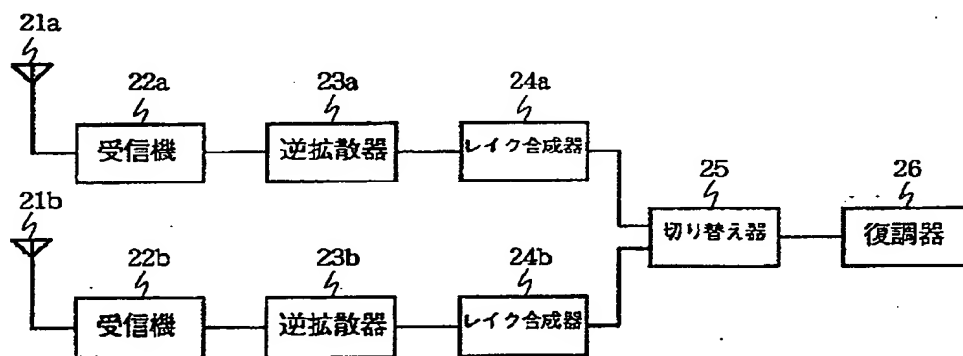 21a
22a
23a
24a
受信機
逆拡散器
レイク合成器
25
26
切り替え器
復調器
21b
22b
23b
24b
受信機
逆拡散器
レイク合成器